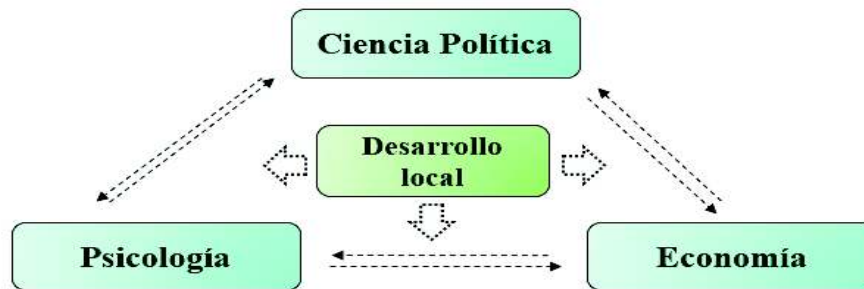 Ciencia Política
Desarrollo
local
Psicología
Economía